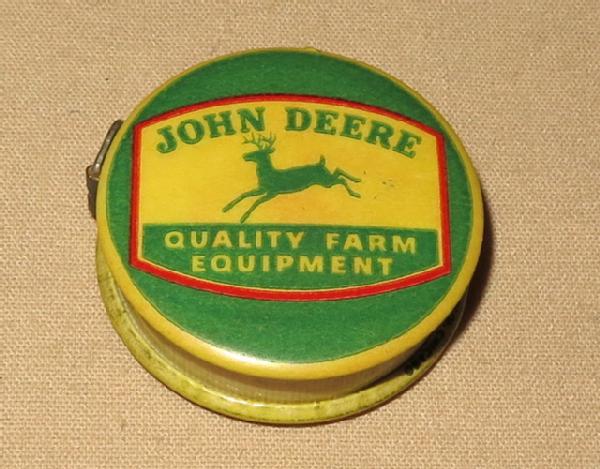 JOHN DEERE
QUALITY FARM
EQUIPMENT